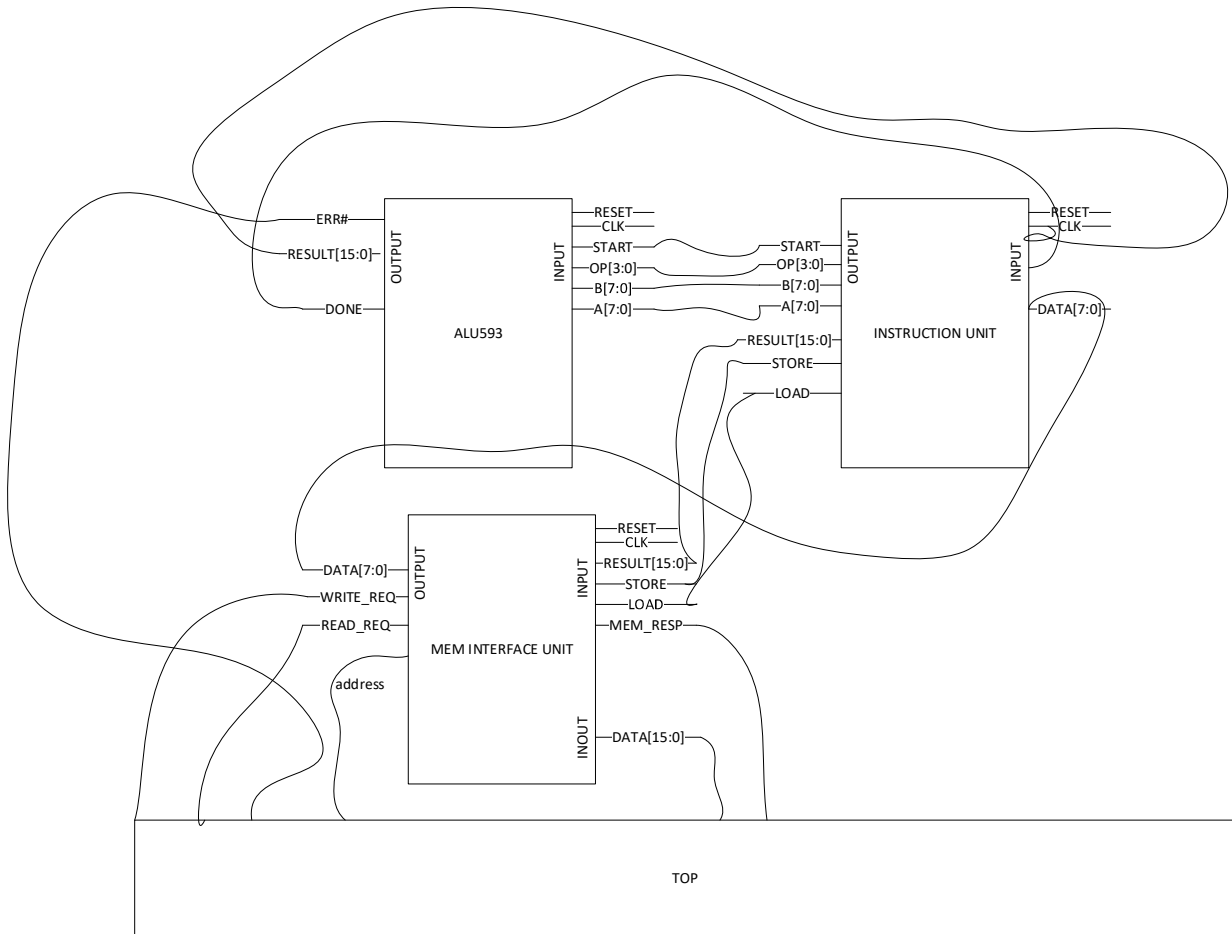 ERR#
RESULT[15:0]
DONE
OUTPUT
ALU593
INPUT
RESET
CLK
START
OP[3:0]
B[7:0]
A[7:0]
START
OP[3:0]
B[7:0]
A[7:0]
RESULT[15:0]
STORE
LOAD
OUTPUT
INSTRUCTION UNIT
INPUT
RESET
CLK
DATA[7:0]
DATA[7:0]
WRITE_REQ
READ_REQ
address
OUTPUT
MEM INTERFACE UNIT
INPUT
INOUT
RESET
CLK
RESULT[15:0]
STORE
LOAD
MEM_RESP
DATA[15:0]
TOP